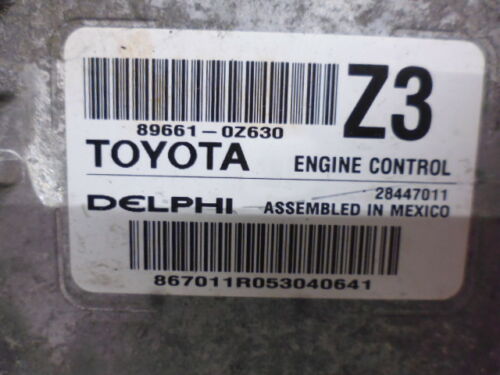 Z3
89661-0Z630
TOYOTA ENGINE CONTROL
28447011
DELPHI ASSEMBLED IN MEXICO
867011R053040641